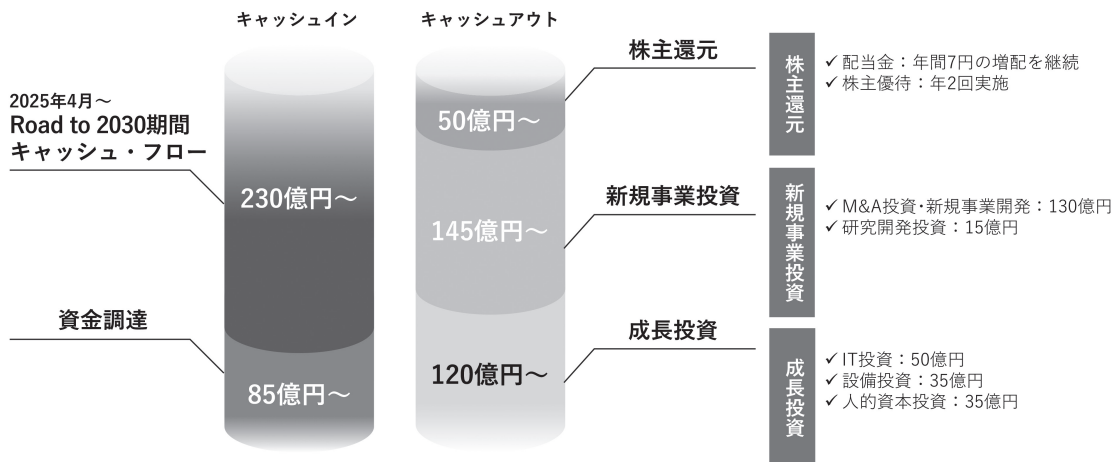 キャッシュイン
キャッシュアウト
2025年4月～
Road to 2030期間
キャッシュ・フロー
230億円～
資金調達
85億円～
50億円～
145億円～
120億円～
株主還元
新規事業投資
成長投資
株主還元
✓ 配当金：年間7円の増配を継続
✓ 株主優待：年2回実施
新規事業投資
✓ M&A投資・新規事業開発：130億円
✓ 研究開発投資：15億円
成長投資
✓ IT投資：50億円
✓ 設備投資：35億円
✓ 人的資本投資：35億円